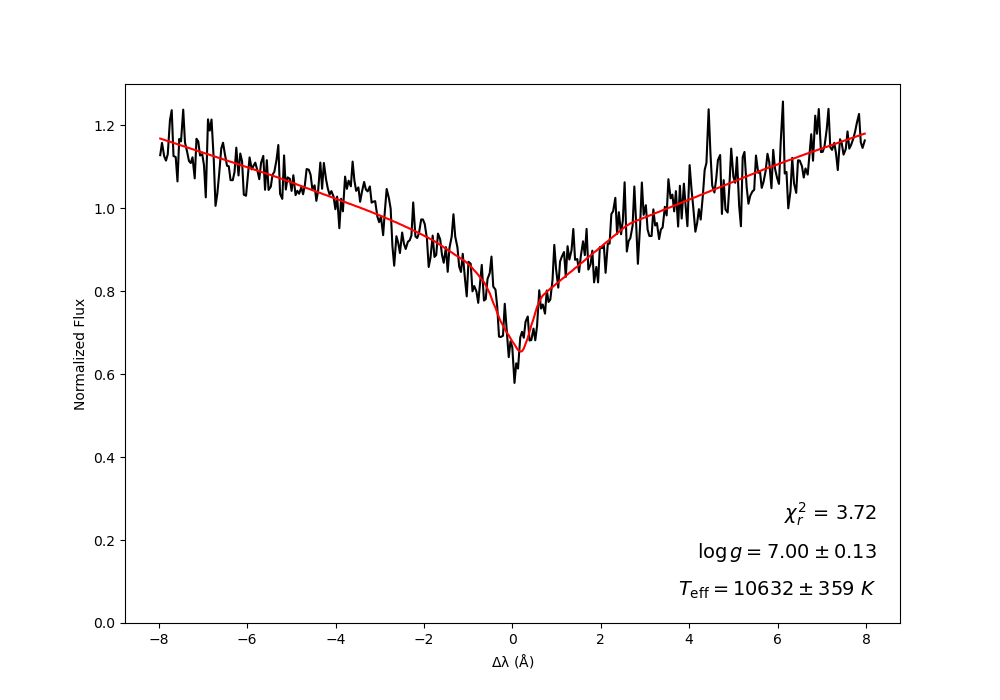 1.2
1.0
0.8
0.6
0.4
0.2
0.0
Normalized Flux
χ²ᵣ = 3.72
log g = 7.00 ± 0.13
T_eff = 10632 ± 359 K
−8 −6 −4 −2 0 2 4 6 8
Δλ (Å)